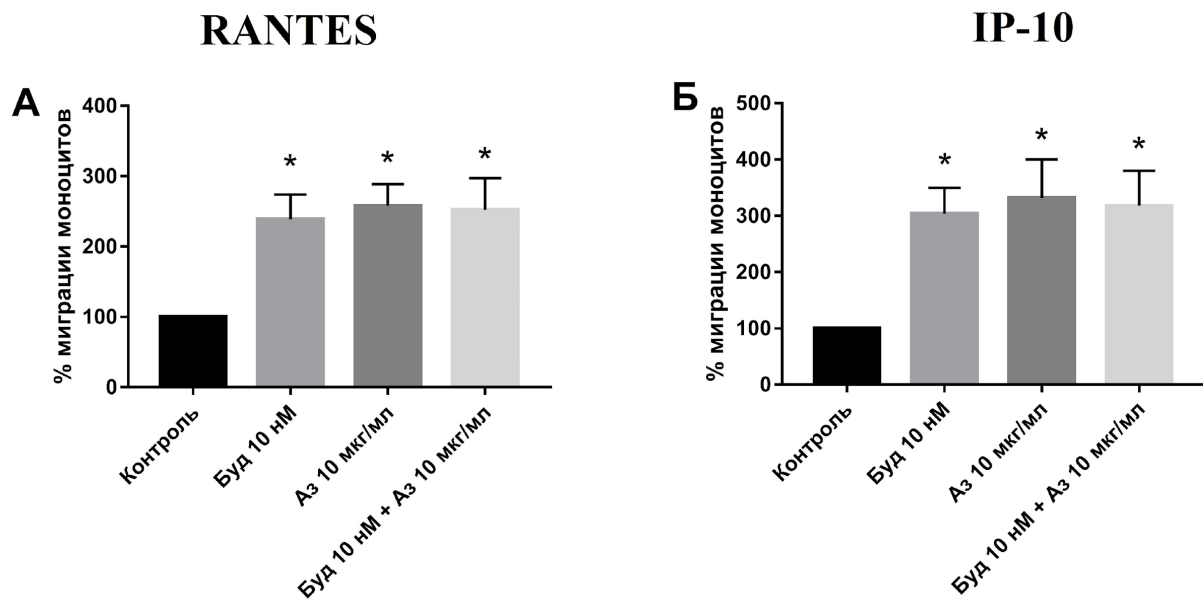 RANTES
А
% миграции моноцитов
400
300
200
100
0
*
*
*
Контроль
Буд 10 нМ
Аз 10 мкг/мл
Буд 10 нМ + Аз 10 мкг/мл
IP-10
Б
% миграции моноцитов
500
400
300
200
100
0
*
*
*
Контроль
Буд 10 нМ
Аз 10 мкг/мл
Буд 10 нМ + Аз 10 мкг/мл